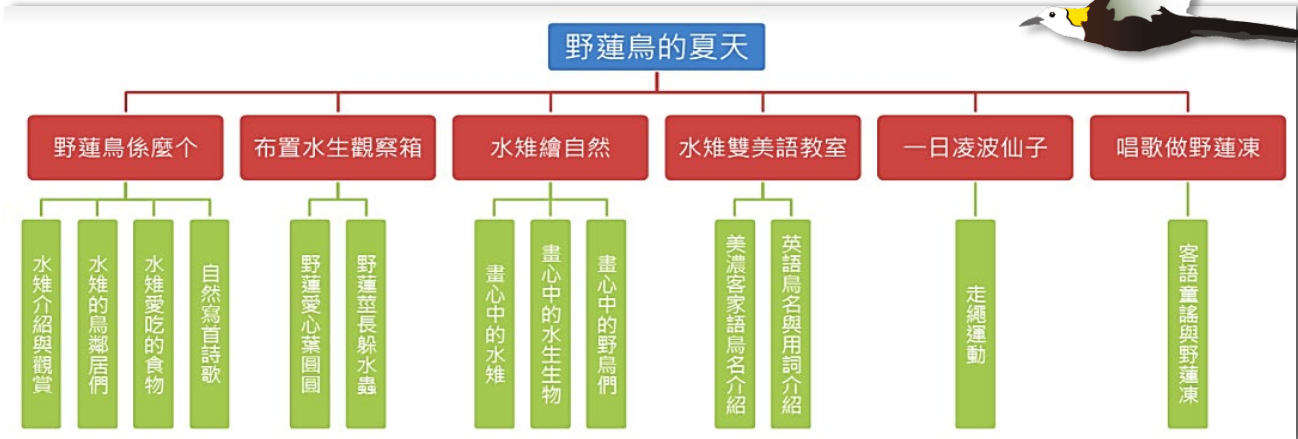 野蓮鳥的夏天
野蓮鳥係麼个
布置水生觀察箱
水雉繪自然
水雉雙美語教室
一日凌波仙子
唱歌做野蓮凍
水雉介紹與觀賞
水雉的鳥鄰居們
水雉愛吃的食物
自然寫首詩歌
野蓮愛心葉圓圓
野蓮莖長躲水蟲
畫心中的水雉
畫心中的水生生物
畫心中的野鳥們
美濃客家語鳥名介紹
英語鳥名與用詞介紹
走繩運動
客語童謠與野蓮凍